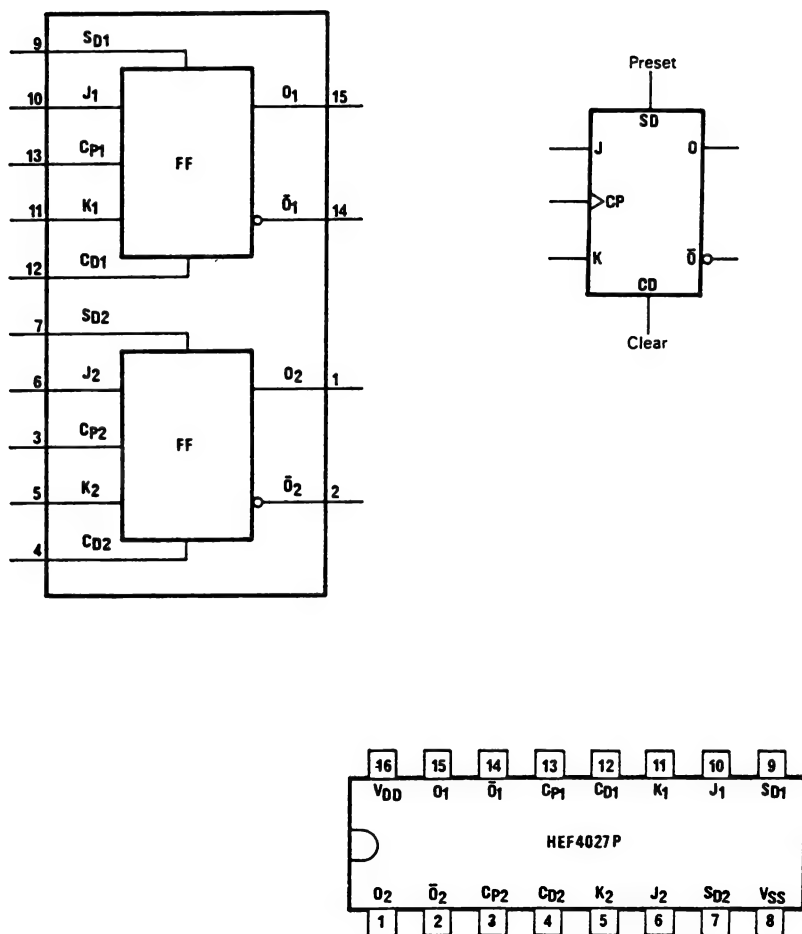 9 SD1
10 J1 O1 15
13 CP1 FF
11 K1 Ō1 14
12 CD1
7 SD2
6 J2 O2 1
3 CP2 FF
5 K2 Ō2 2
4 CD2
Preset
SD
J O
CP
K Ō
CD
Clear
16 15 14 13 12 11 10 9
VDD O1 Ō1 CP1 CD1 K1 J1 SD1
HEF4027P
O2 Ō2 CP2 CD2 K2 J2 SD2 VSS
1 2 3 4 5 6 7 8